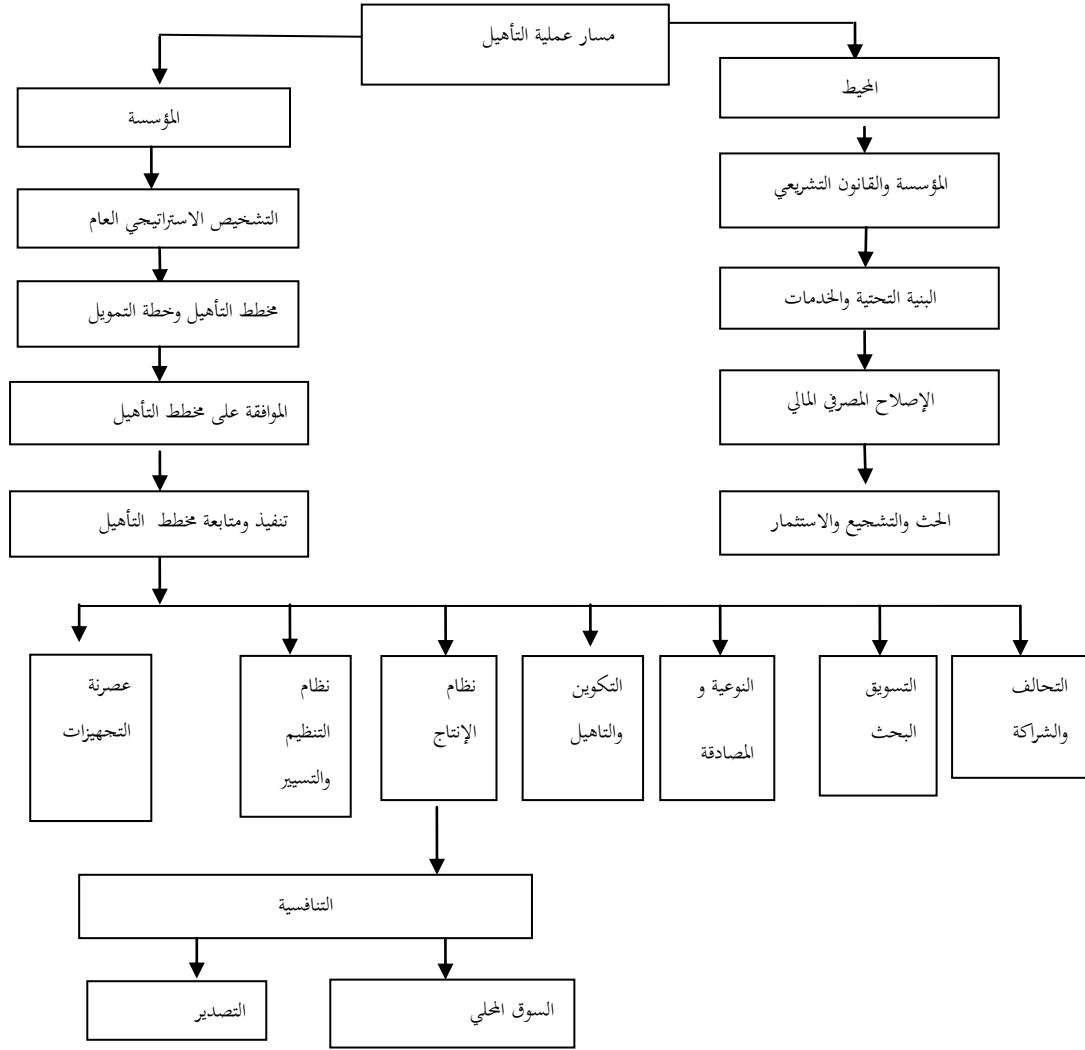 مسار عملية التأهيل
المحيط
المؤسسة
المؤسسة والقانون التشريعي
التشخيص الاستراتيجي العام
البنية التحتية والخدمات
مخطط التأهيل وخطة التمويل
الإصلاح المصرفي المالي
الموافقة على مخطط التأهيل
الحث والتشجيع والاستثمار
تنفيذ ومتابعة مخطط التأهيل
التحالف
والشراكة
التسويق
البحث
النوعية و
المصادقة
التكوين
والتاهيل
نظام
الإنتاج
نظام
التنظيم
والتسيير
عصرنة
التجهيزات
التنافسية
السوق المحلي
التصدير